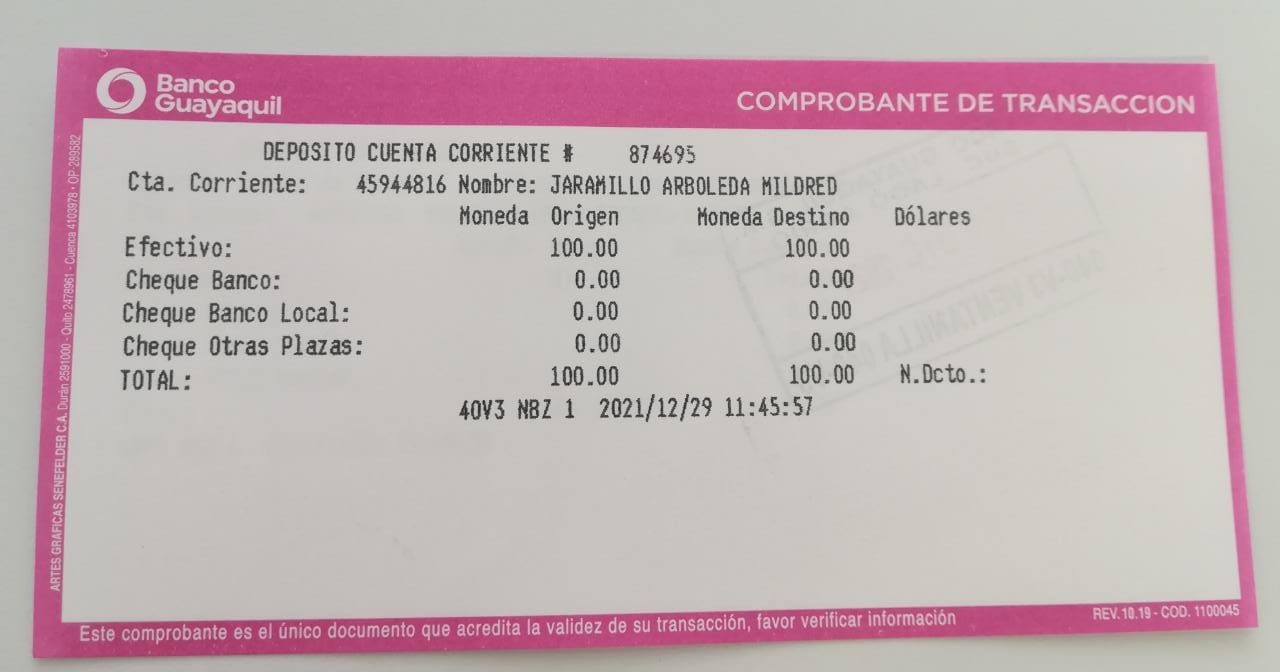 Banco
Guayaquil
COMPROBANTE DE TRANSACCION
DEPOSITO CUENTA CORRIENTE # 874695
Cta. Corriente: 45944816 Nombre: JARAMILLO ARBOLEDA MILDRED
Moneda Origen Moneda Destino Dólares
Efectivo: 100.00 100.00
Cheque Banco: 0.00 0.00
Cheque Banco Local: 0.00 0.00
Cheque Otras Plazas: 0.00 0.00
TOTAL: 100.00 100.00 N.Dcto.:
40V3 NBZ 1 2021/12/29 11:45:57
ARTES GRAFICAS SENEFELDER C.A. Durán 2591000 - Quito 2478961 - Cuenca 4103978 • OP 289582
Este comprobante es el único documento que acredita la validez de su transacción, favor verificar información
REV. 10.19 - COD. 1100045
VENTANILLA